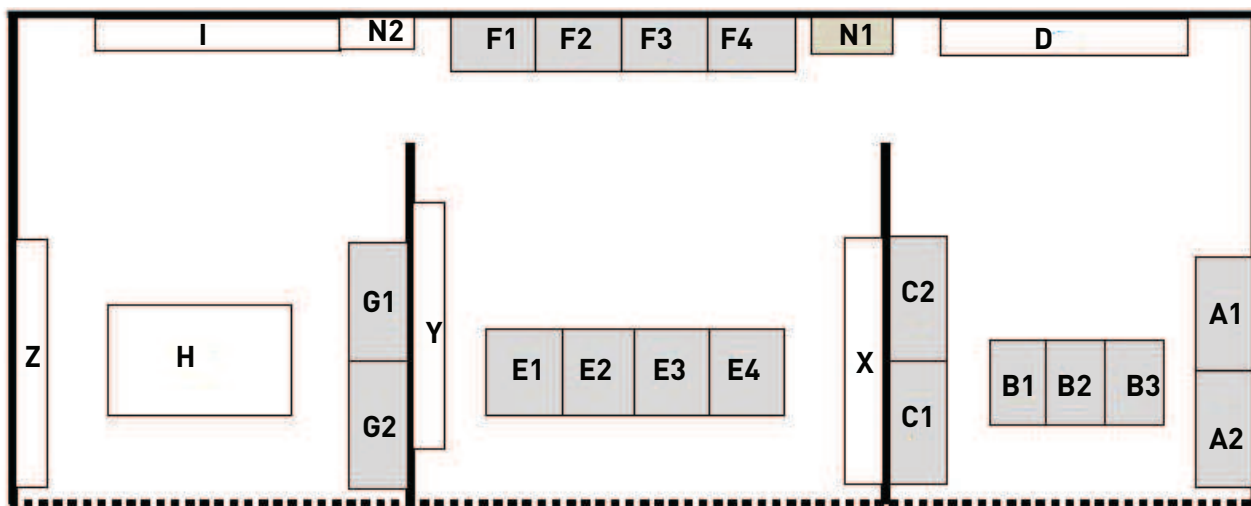 I N2 F1 F2 F3 F4 N1 D
G1 C2 A1
Z H Y E1 E2 E3 E4 X B1 B2 B3
G2 C1 A2